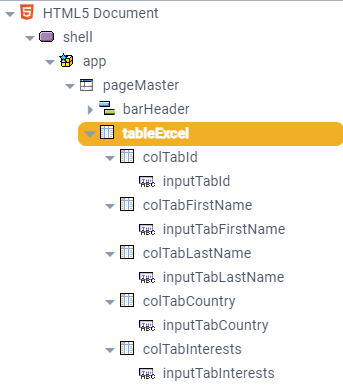 HTML5 Document
shell
app
pageMaster
barHeader
tableExcel
colTabId
inputTabId
colTabFirstName
inputTabFirstName
colTabLastName
inputTabLastName
colTabCountry
inputTabCountry
colTabInterests
inputTabInterests